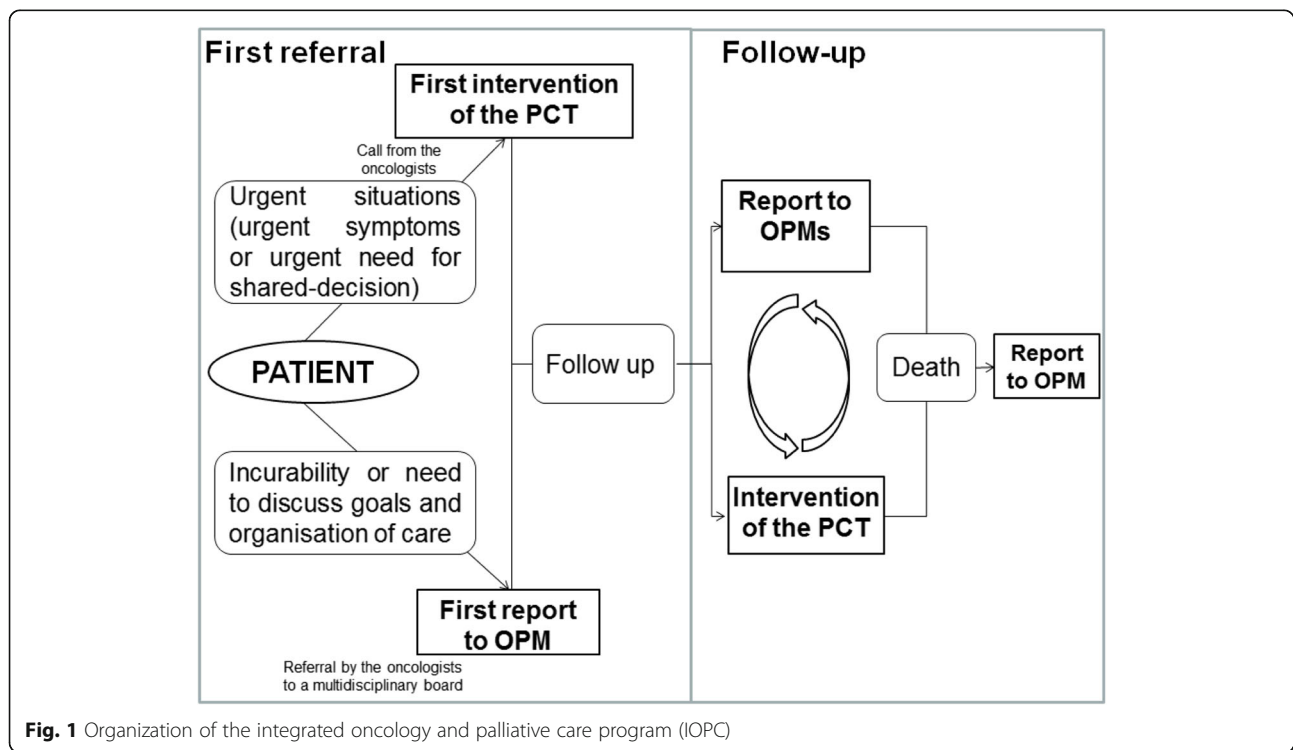 First referral
First intervention
of the PCT
Call from the
oncologists
Urgent situations
(urgent symptoms
or urgent need for
shared-decision)
PATIENT
Incurability or need
to discuss goals and
organisation of care
First report
to OPM
Referral by the oncologists
to a multidisciplinary board
Follow up
Follow-up
Report to
OPMs
Intervention
of the PCT
Death
Report
to OPM
Fig. 1 Organization of the integrated oncology and palliative care program (IOPC)